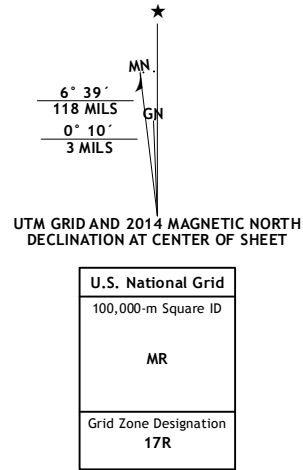 ★
MN
6° 39´
118 MILS
GN
0° 10´
3 MILS
UTM GRID AND 2014 MAGNETIC NORTH
DECLINATION AT CENTER OF SHEET
U.S. National Grid
100,000-m Square ID
MR
Grid Zone Designation
17R